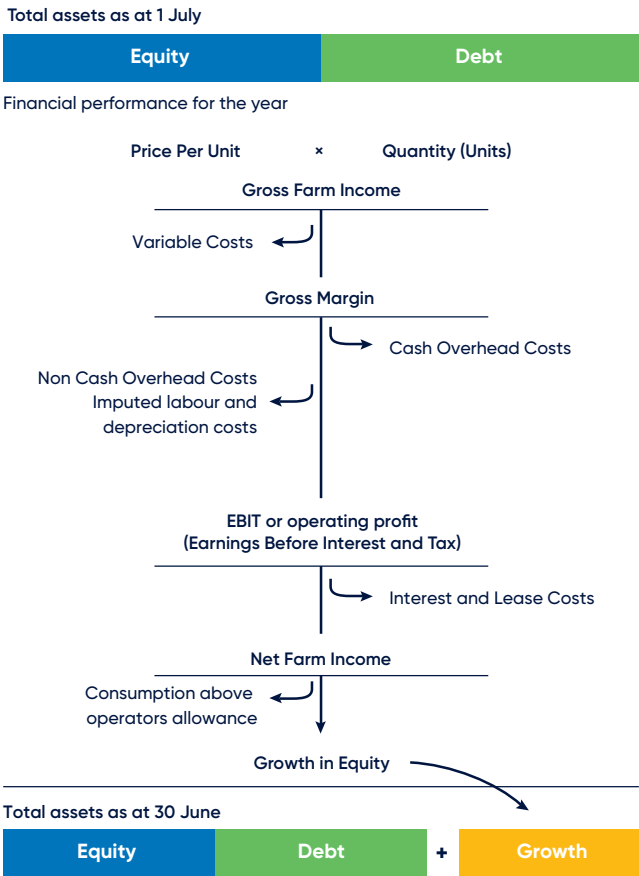 Total assets as at 1 July
Equity
Debt
Financial performance for the year
Price Per Unit × Quantity (Units)
Gross Farm Income
Variable Costs
Gross Margin
Cash Overhead Costs
Non Cash Overhead Costs
Imputed labour and
depreciation costs
EBIT or operating profit
(Earnings Before Interest and Tax)
Interest and Lease Costs
Net Farm Income
Consumption above
operators allowance
Growth in Equity
Total assets as at 30 June
Equity
Debt
+
Growth